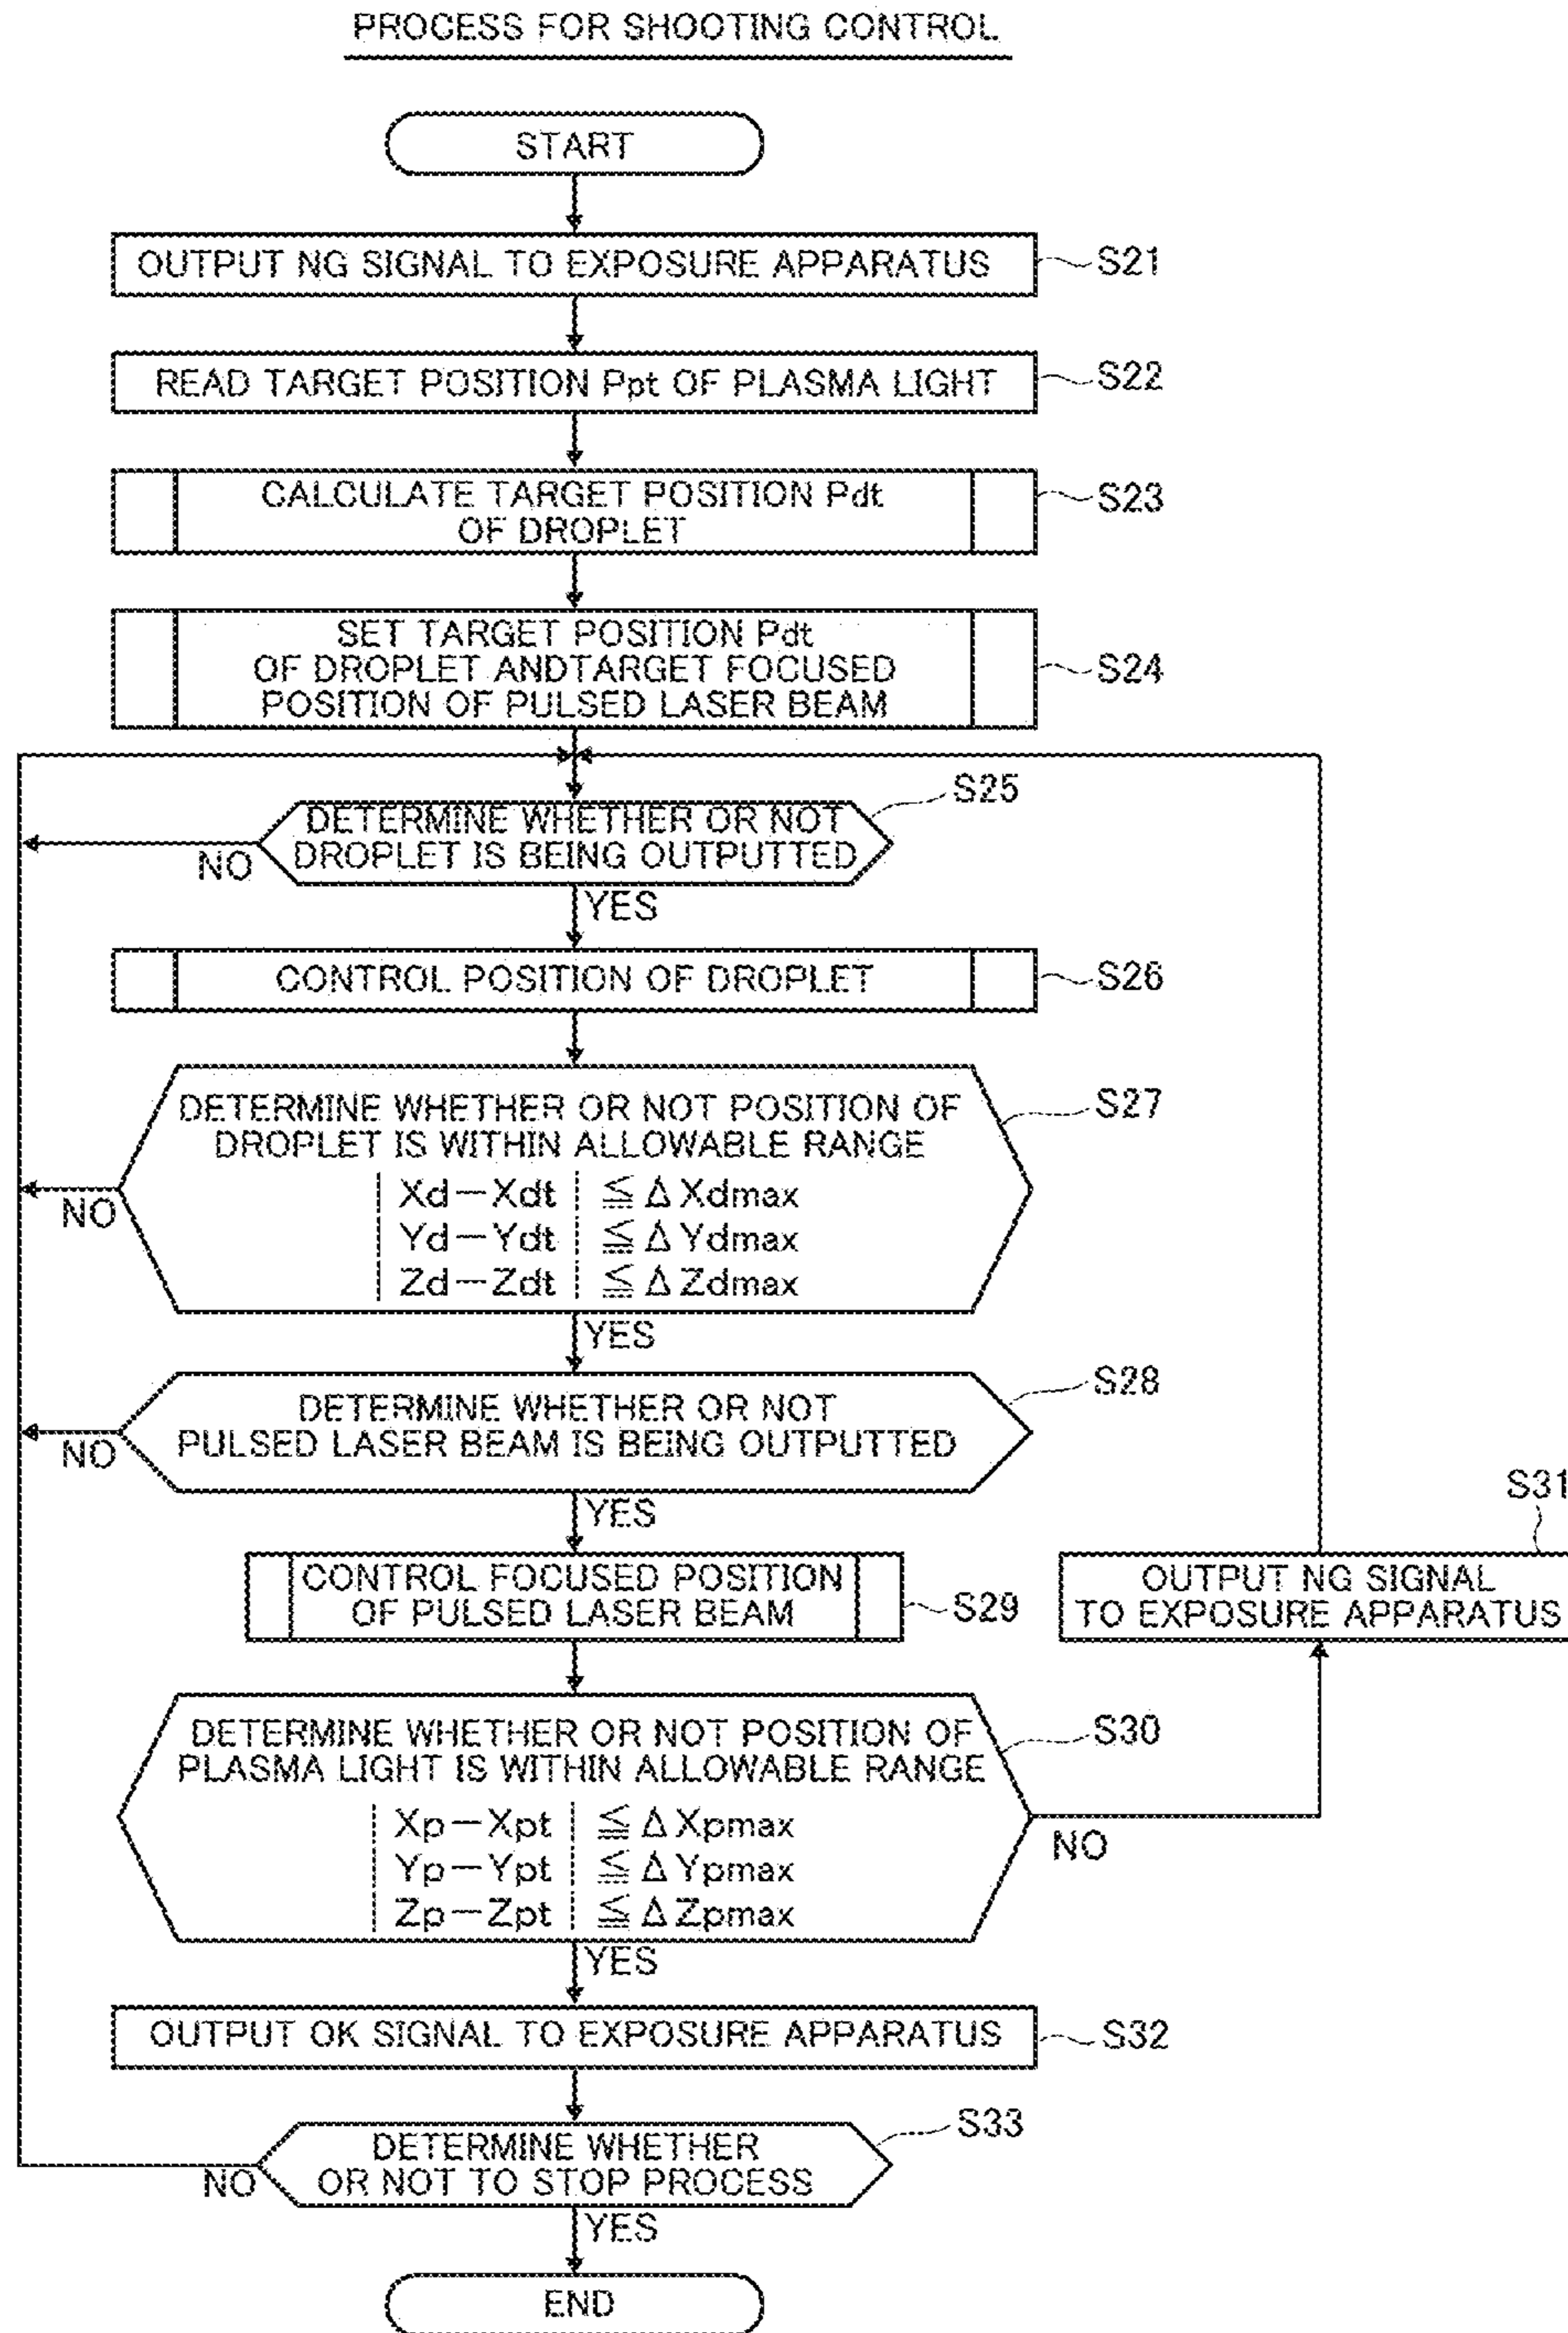 PROCESS FOR SHOOTING CONTROL
START
OUTPUT NG SIGNAL TO EXPOSURE APPARATUS
S21
READ TARGET POSITION Ppt OF PLASMA LIGHT
S22
CALCULATE TARGET POSITION Pdt
OF DROPLET
S23
SET TARGET POSITION Pdt
OF DROPLET ANDTARGET FOCUSED
POSITION OF PULSED LASER BEAM
S24
S25
DETERMINE WHETHER OR NOT
DROPLET IS BEING OUTPUTTED
NO
YES
CONTROL POSITION OF DROPLET
S26
S27
DETERMINE WHETHER OR NOT POSITION OF
DROPLET IS WITHIN ALLOWABLE RANGE
| Xd-Xdt | ≦ Δ Xdmax
| Yd-Ydt | ≦ Δ Ydmax
| Zd-Zdt | ≦ Δ Zdmax
NO
YES
S28
DETERMINE WHETHER OR NOT
PULSED LASER BEAM IS BEING OUTPUTTED
NO
YES
CONTROL FOCUSED POSITION
OF PULSED LASER BEAM
S29
S31
OUTPUT NG SIGNAL
TO EXPOSURE APPARATUS
S30
DETERMINE WHETHER OR NOT POSITION OF
PLASMA LIGHT IS WITHIN ALLOWABLE RANGE
| Xp-Xpt | ≦ Δ Xpmax
| Yp-Ypt | ≦ Δ Ypmax
| Zp-Zpt | ≦ Δ Zpmax
NO
YES
OUTPUT OK SIGNAL TO EXPOSURE APPARATUS
S32
S33
DETERMINE WHETHER
OR NOT TO STOP PROCESS
NO
YES
END